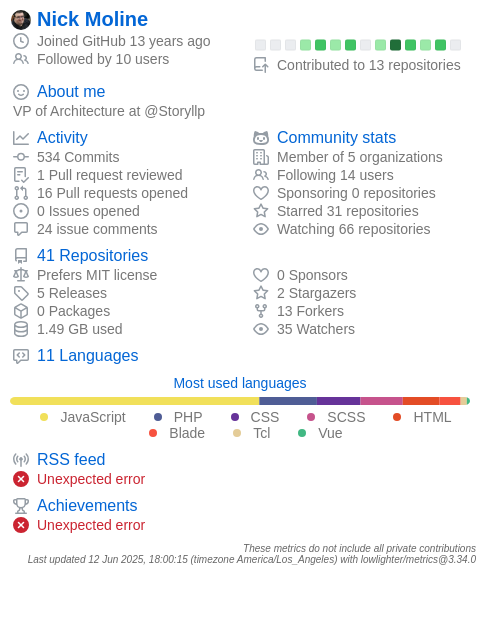 Nick Moline
Joined GitHub 13 years ago
Followed by 10 users
Contributed to 13 repositories
About me
VP of Architecture at @Storyllp
Activity
534 Commits
1 Pull request reviewed
16 Pull requests opened
0 Issues opened
24 issue comments
Community stats
Member of 5 organizations
Following 14 users
Sponsoring 0 repositories
Starred 31 repositories
Watching 66 repositories
41 Repositories
Prefers MIT license
5 Releases
0 Packages
1.49 GB used
0 Sponsors
2 Stargazers
13 Forkers
35 Watchers
11 Languages
Most used languages
JavaScript PHP CSS SCSS HTML
Blade Tcl Vue
RSS feed
Unexpected error
Achievements
Unexpected error
These metrics do not include all private contributions
Last updated 12 Jun 2025, 18:00:15 (timezone America/Los_Angeles) with lowlighter/metrics@3.34.0